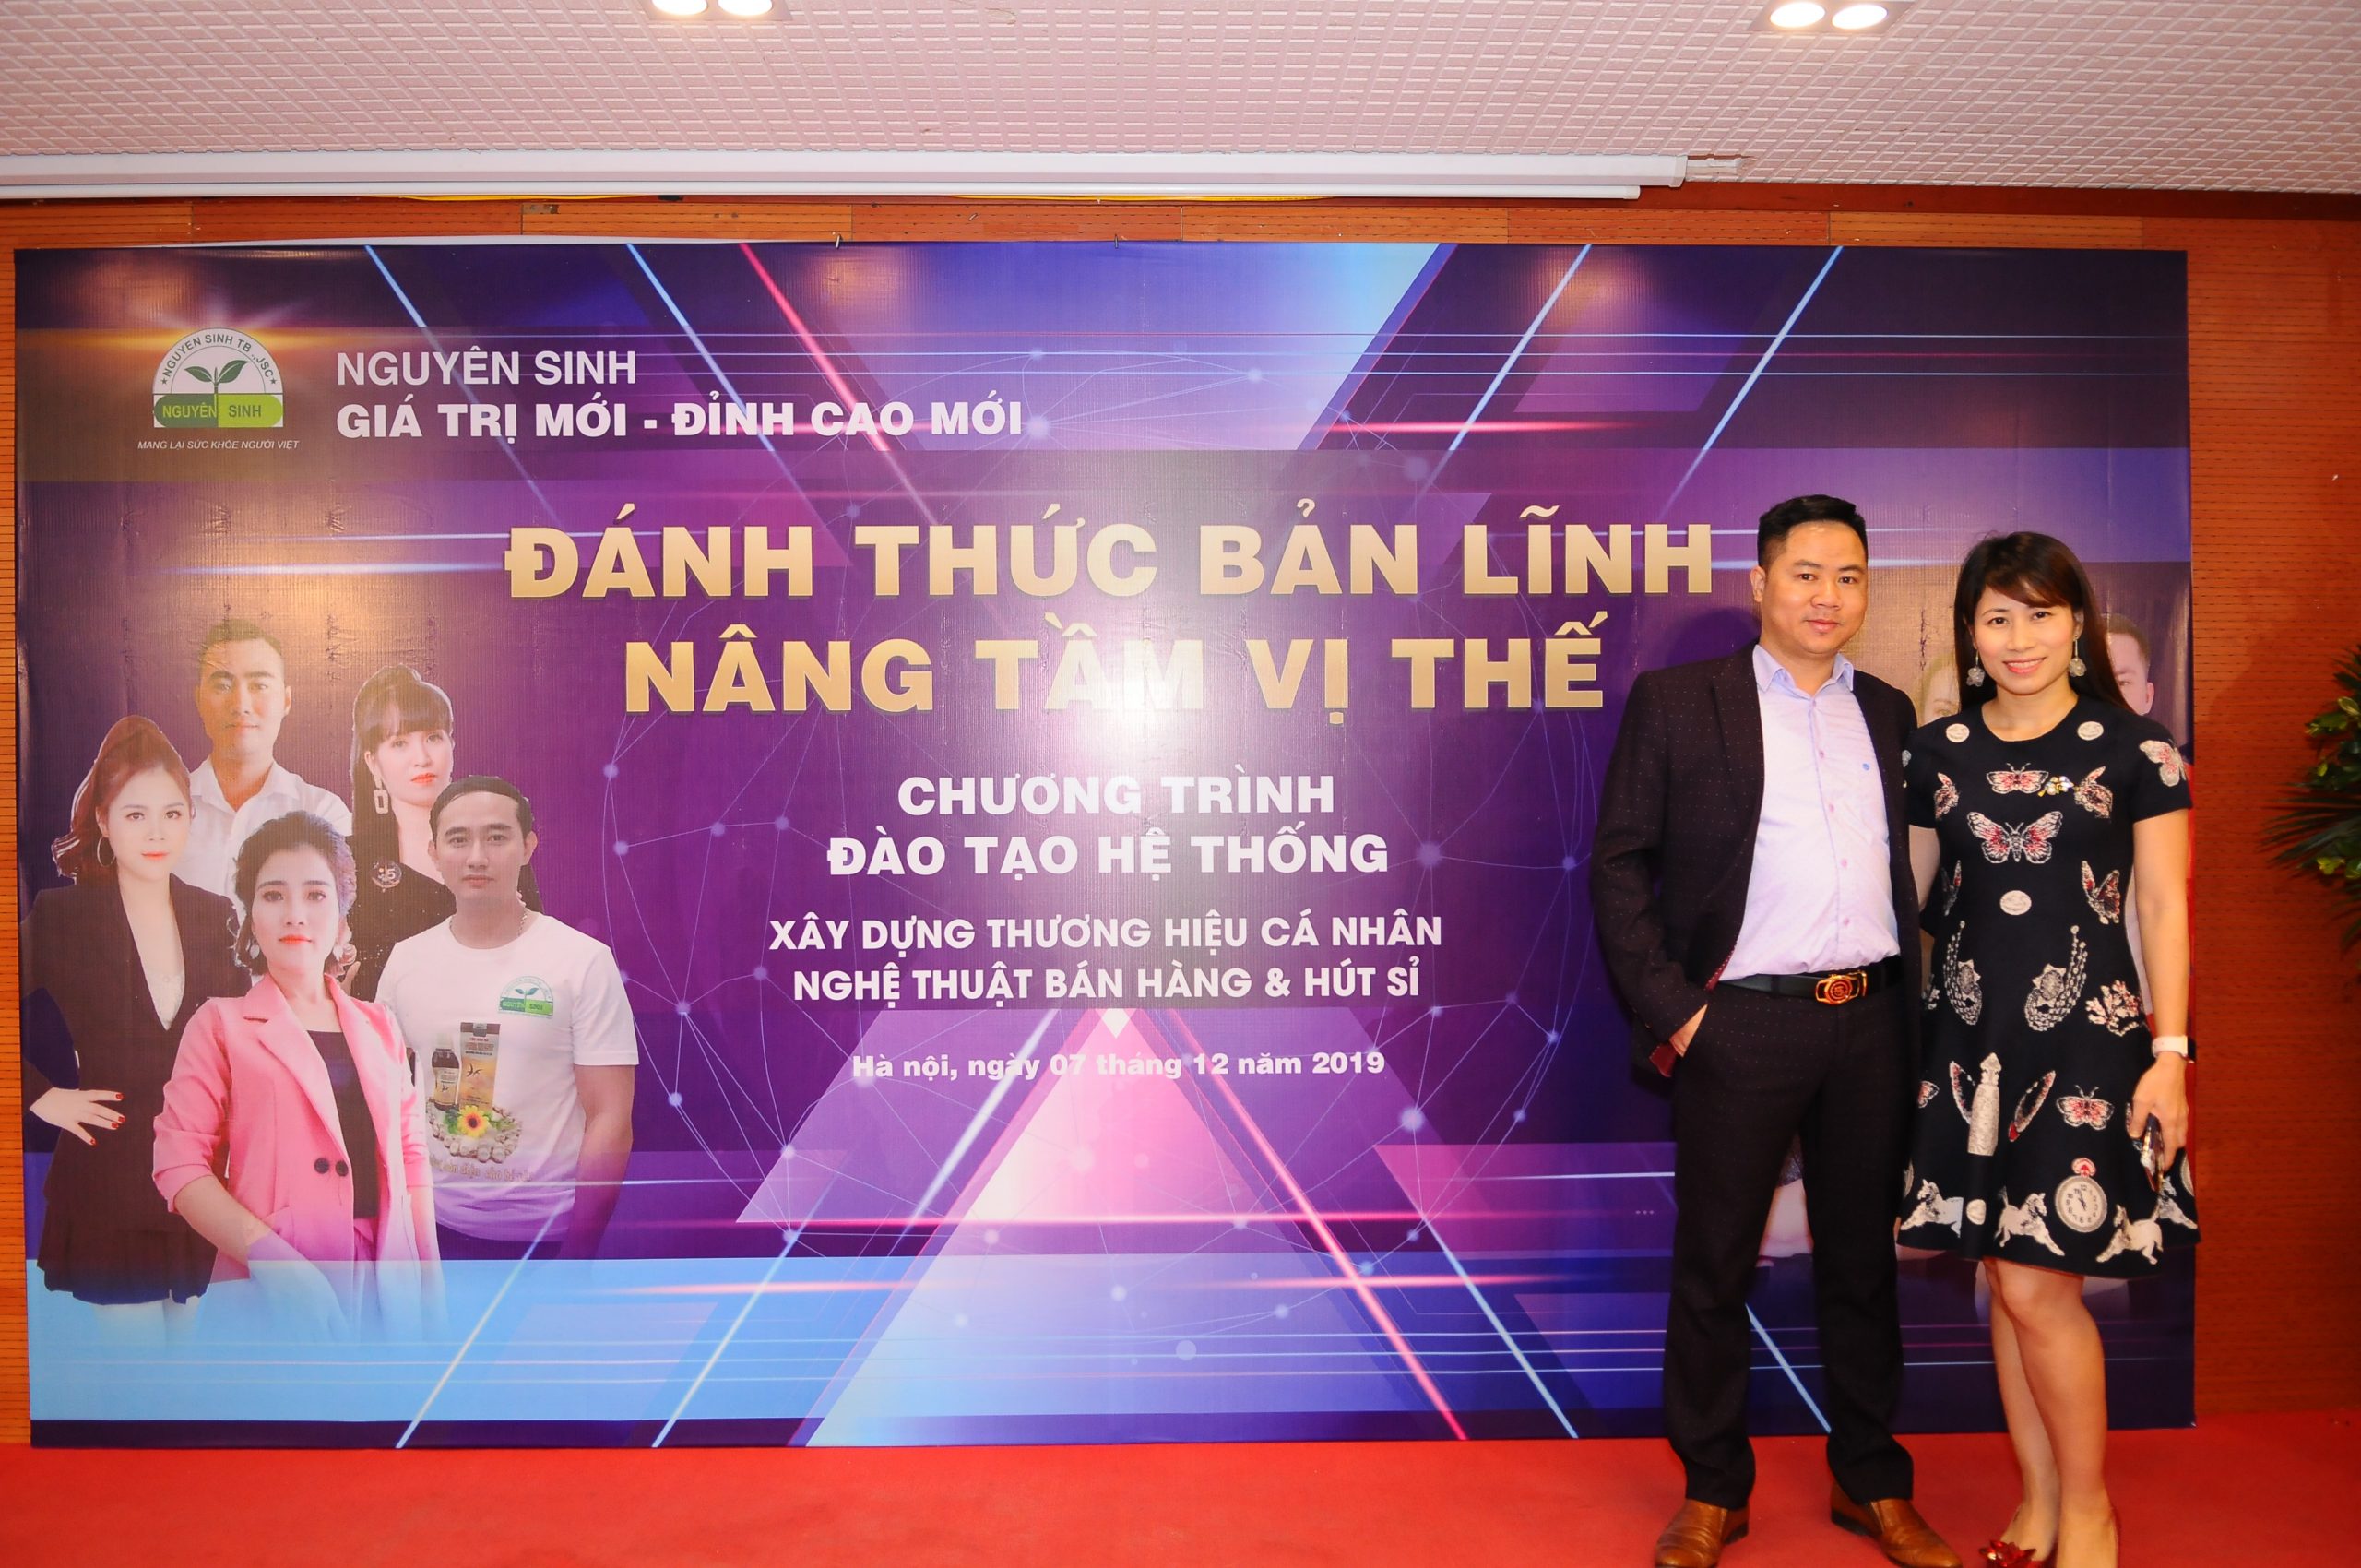 NGUYÊN SINH TB.,JSC
NGUYÊN SINH
MANG LẠI SỨC KHỎE NGƯỜI VIỆT
NGUYÊN SINH
GIÁ TRỊ MỚI - ĐỈNH CAO MỚI
ĐÁNH THỨC BẢN LĨNH
NÂNG TẦM VỊ THẾ
CHƯƠNG TRÌNH
ĐÀO TẠO HỆ THỐNG
XÂY DỰNG THƯƠNG HIỆU CÁ NHÂN
NGHỆ THUẬT BÁN HÀNG & HÚT SỈ
Hà nội, ngày 07 tháng 12 năm 2019